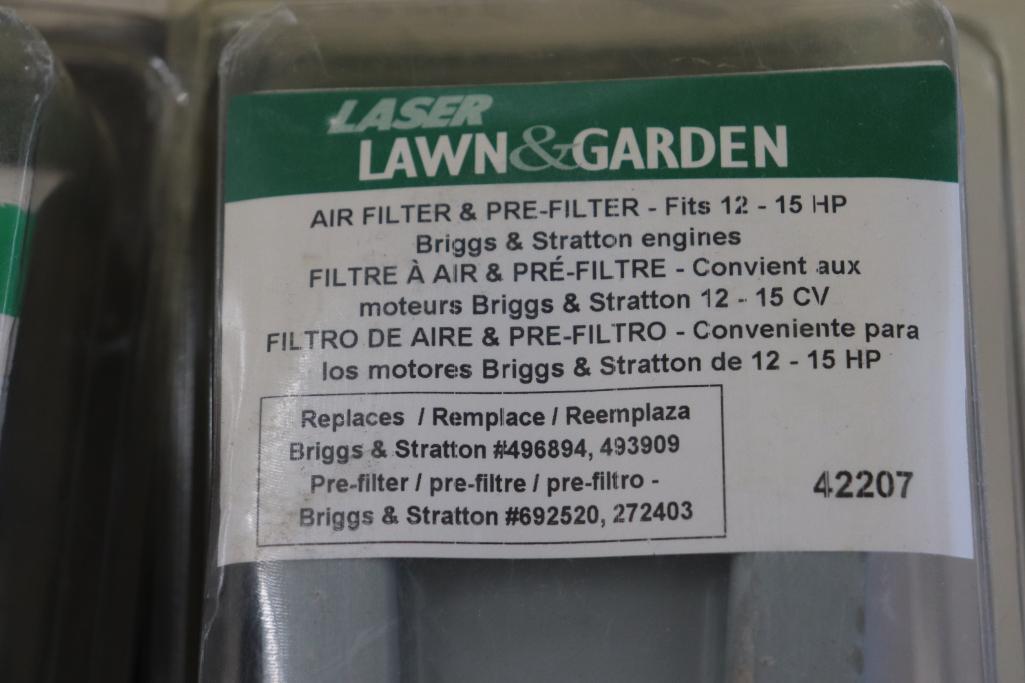 LASER
LAWN&GARDEN
AIR FILTER & PRE-FILTER - Fits 12 - 15 HP
Briggs & Stratton engines
FILTRE À AIR & PRÉ-FILTRE - Convient aux
moteurs Briggs & Stratton 12 - 15 CV
FILTRO DE AIRE & PRE-FILTRO - Conveniente para
los motores Briggs & Stratton de 12 - 15 HP
Replaces / Remplace / Reemplaza
Briggs & Stratton #496894, 493909
Pre-filter / pre-filtre / pre-filtro -
Briggs & Stratton #692520, 272403
42207